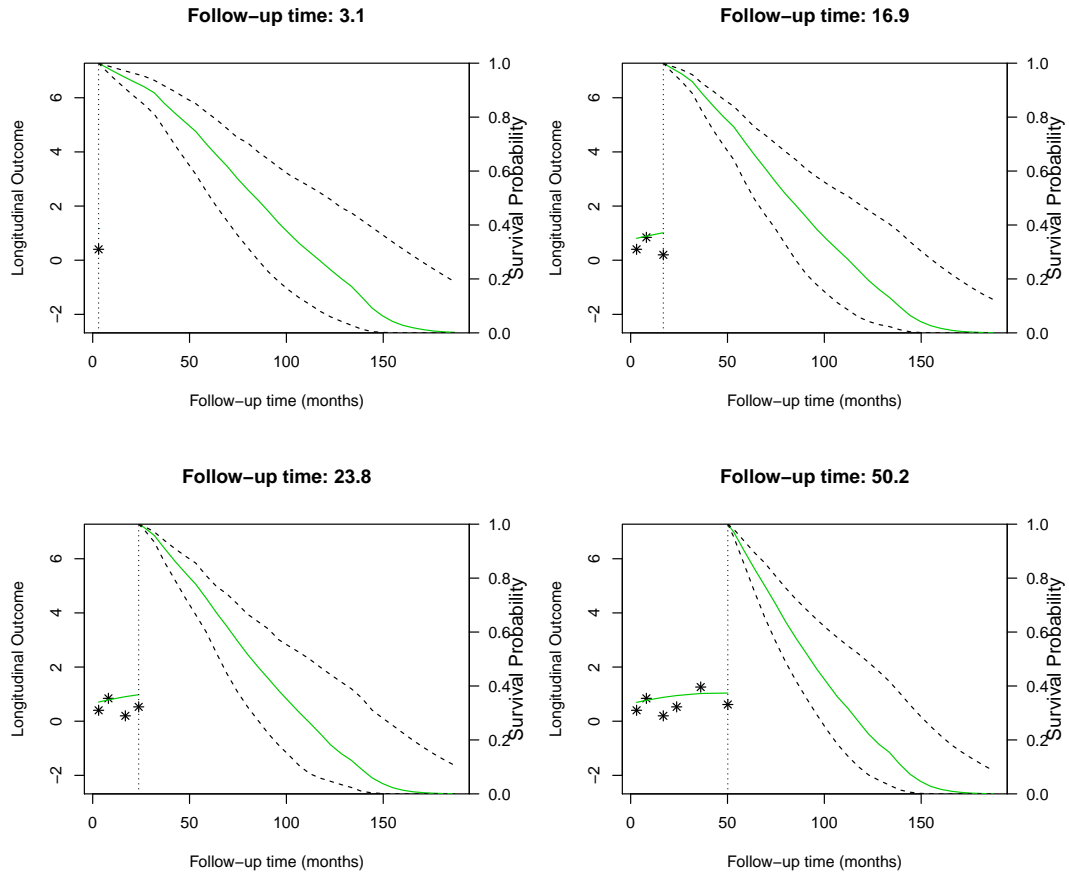 Follow−up time: 3.1
Longitudinal Outcome
6
4
2
0
−2
1.0
0.8
0.6
0.4
0.2
0.0
Survival Probability
0 50 100 150
Follow−up time (months)
Follow−up time: 16.9
Longitudinal Outcome
6
4
2
0
−2
1.0
0.8
0.6
0.4
0.2
0.0
Survival Probability
0 50 100 150
Follow−up time (months)
Follow−up time: 23.8
Longitudinal Outcome
6
4
2
0
−2
1.0
0.8
0.6
0.4
0.2
0.0
Survival Probability
0 50 100 150
Follow−up time (months)
Follow−up time: 50.2
Longitudinal Outcome
6
4
2
0
−2
1.0
0.8
0.6
0.4
0.2
0.0
Survival Probability
0 50 100 150
Follow−up time (months)